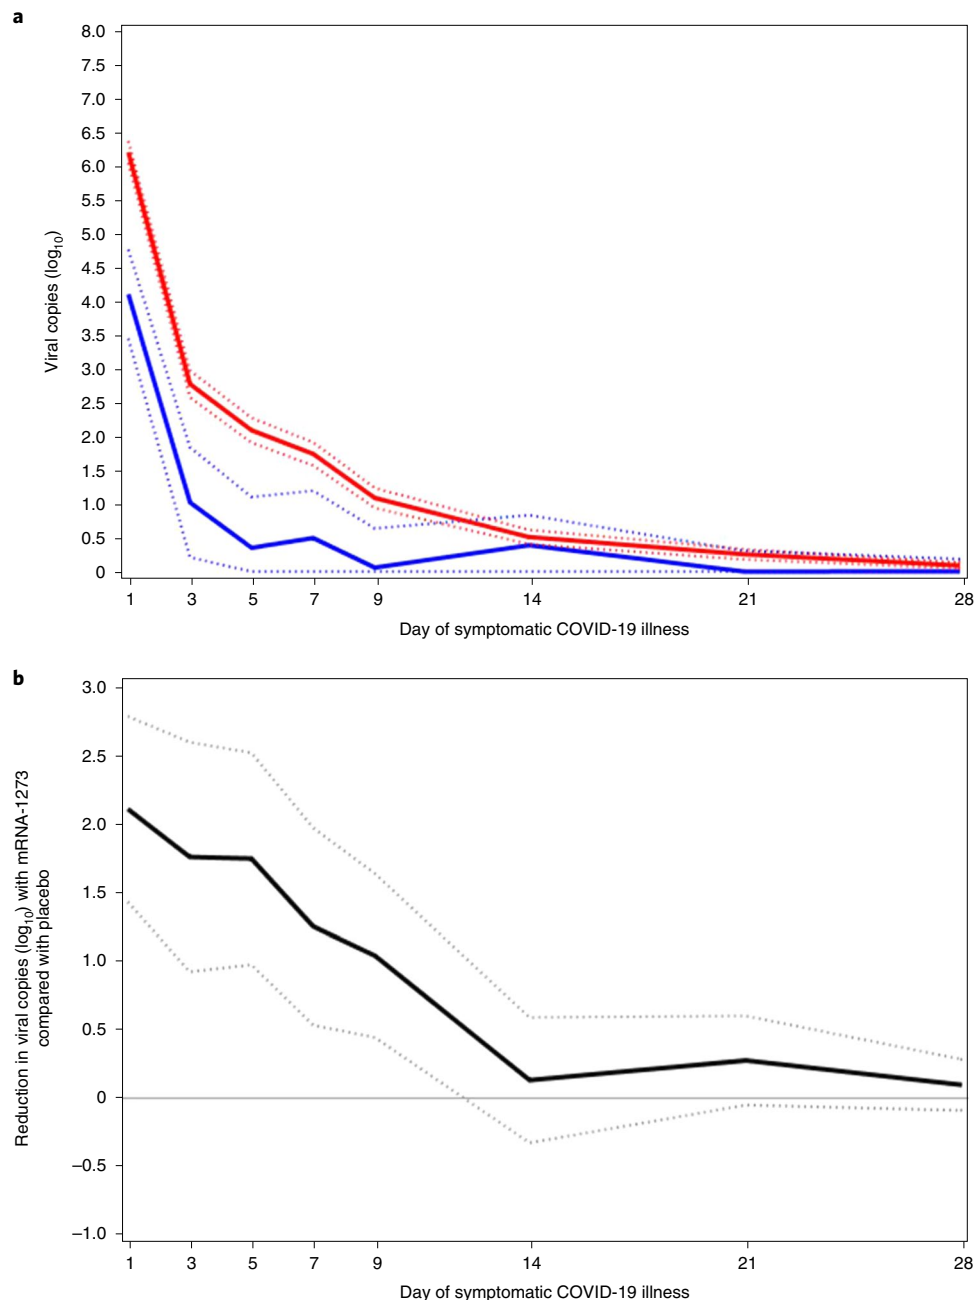 a
8.0
7.5
7.0
6.5
6.0
5.5
5.0
4.5
4.0
3.5
3.0
2.5
2.0
1.5
1.0
0.5
0
Viral copies (log₁₀)
1 3 5 7 9 14 21 28
Day of symptomatic COVID-19 illness
b
3.0
2.5
2.0
1.5
1.0
0.5
0
–0.5
–1.0
Reduction in viral copies (log₁₀) with mRNA-1273
compared with placebo
1 3 5 7 9 14 21 28
Day of symptomatic COVID-19 illness